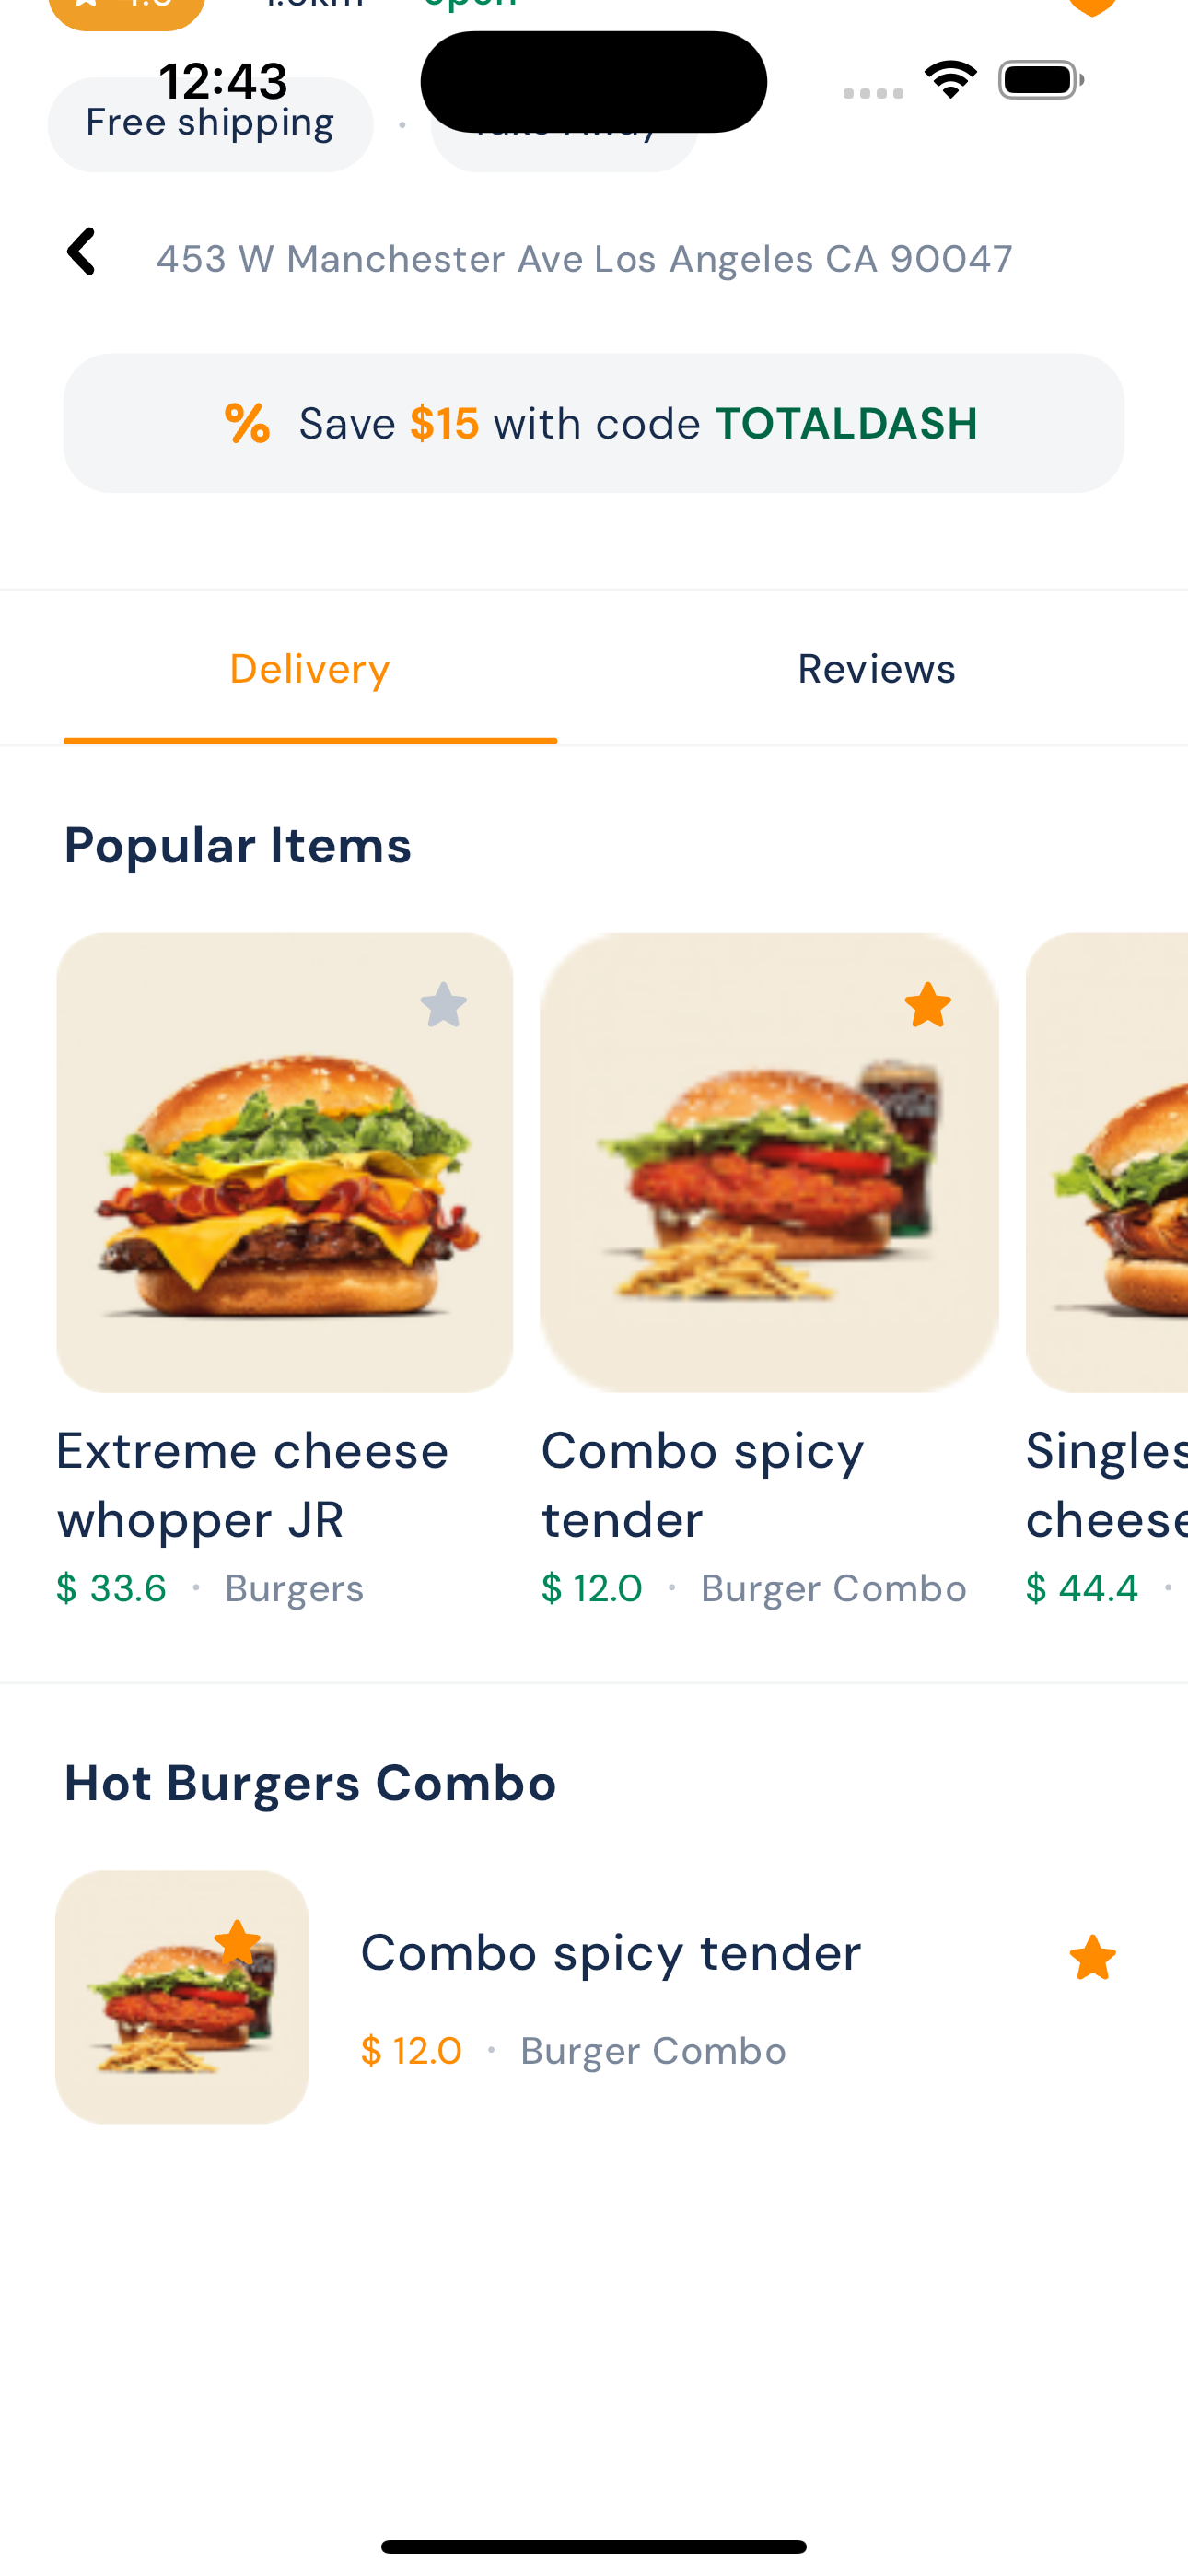 12:43
Free shipping
453 W Manchester Ave Los Angeles CA 90047
% Save $15 with code TOTALDASH
Delivery
Reviews
Popular Items
Extreme cheese
whopper JR
$ 33.6 · Burgers
Combo spicy
tender
$ 12.0 · Burger Combo
Singles
cheese
$ 44.4 ·
Hot Burgers Combo
Combo spicy tender
$ 12.0 · Burger Combo